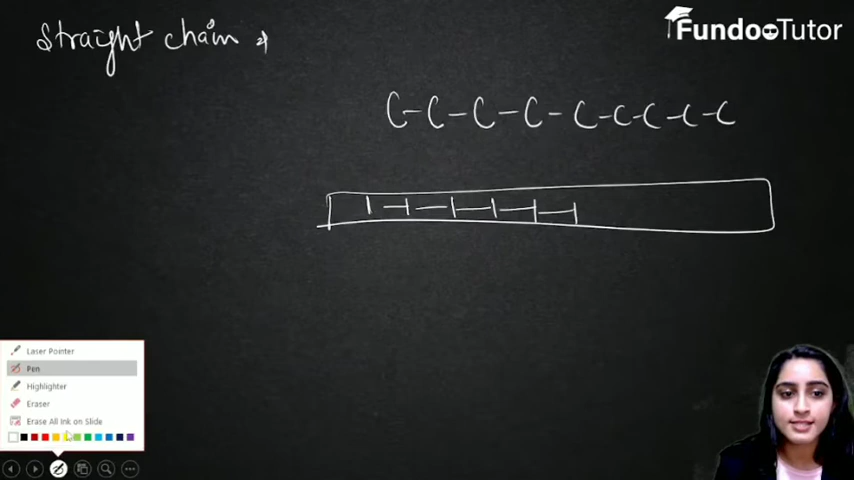 Straight chain
FundooTutor
C-C-C-C-C-C-C-C-C
Laser Pointer
Pen
Highlighter
Eraser
Erase All Ink on Slide